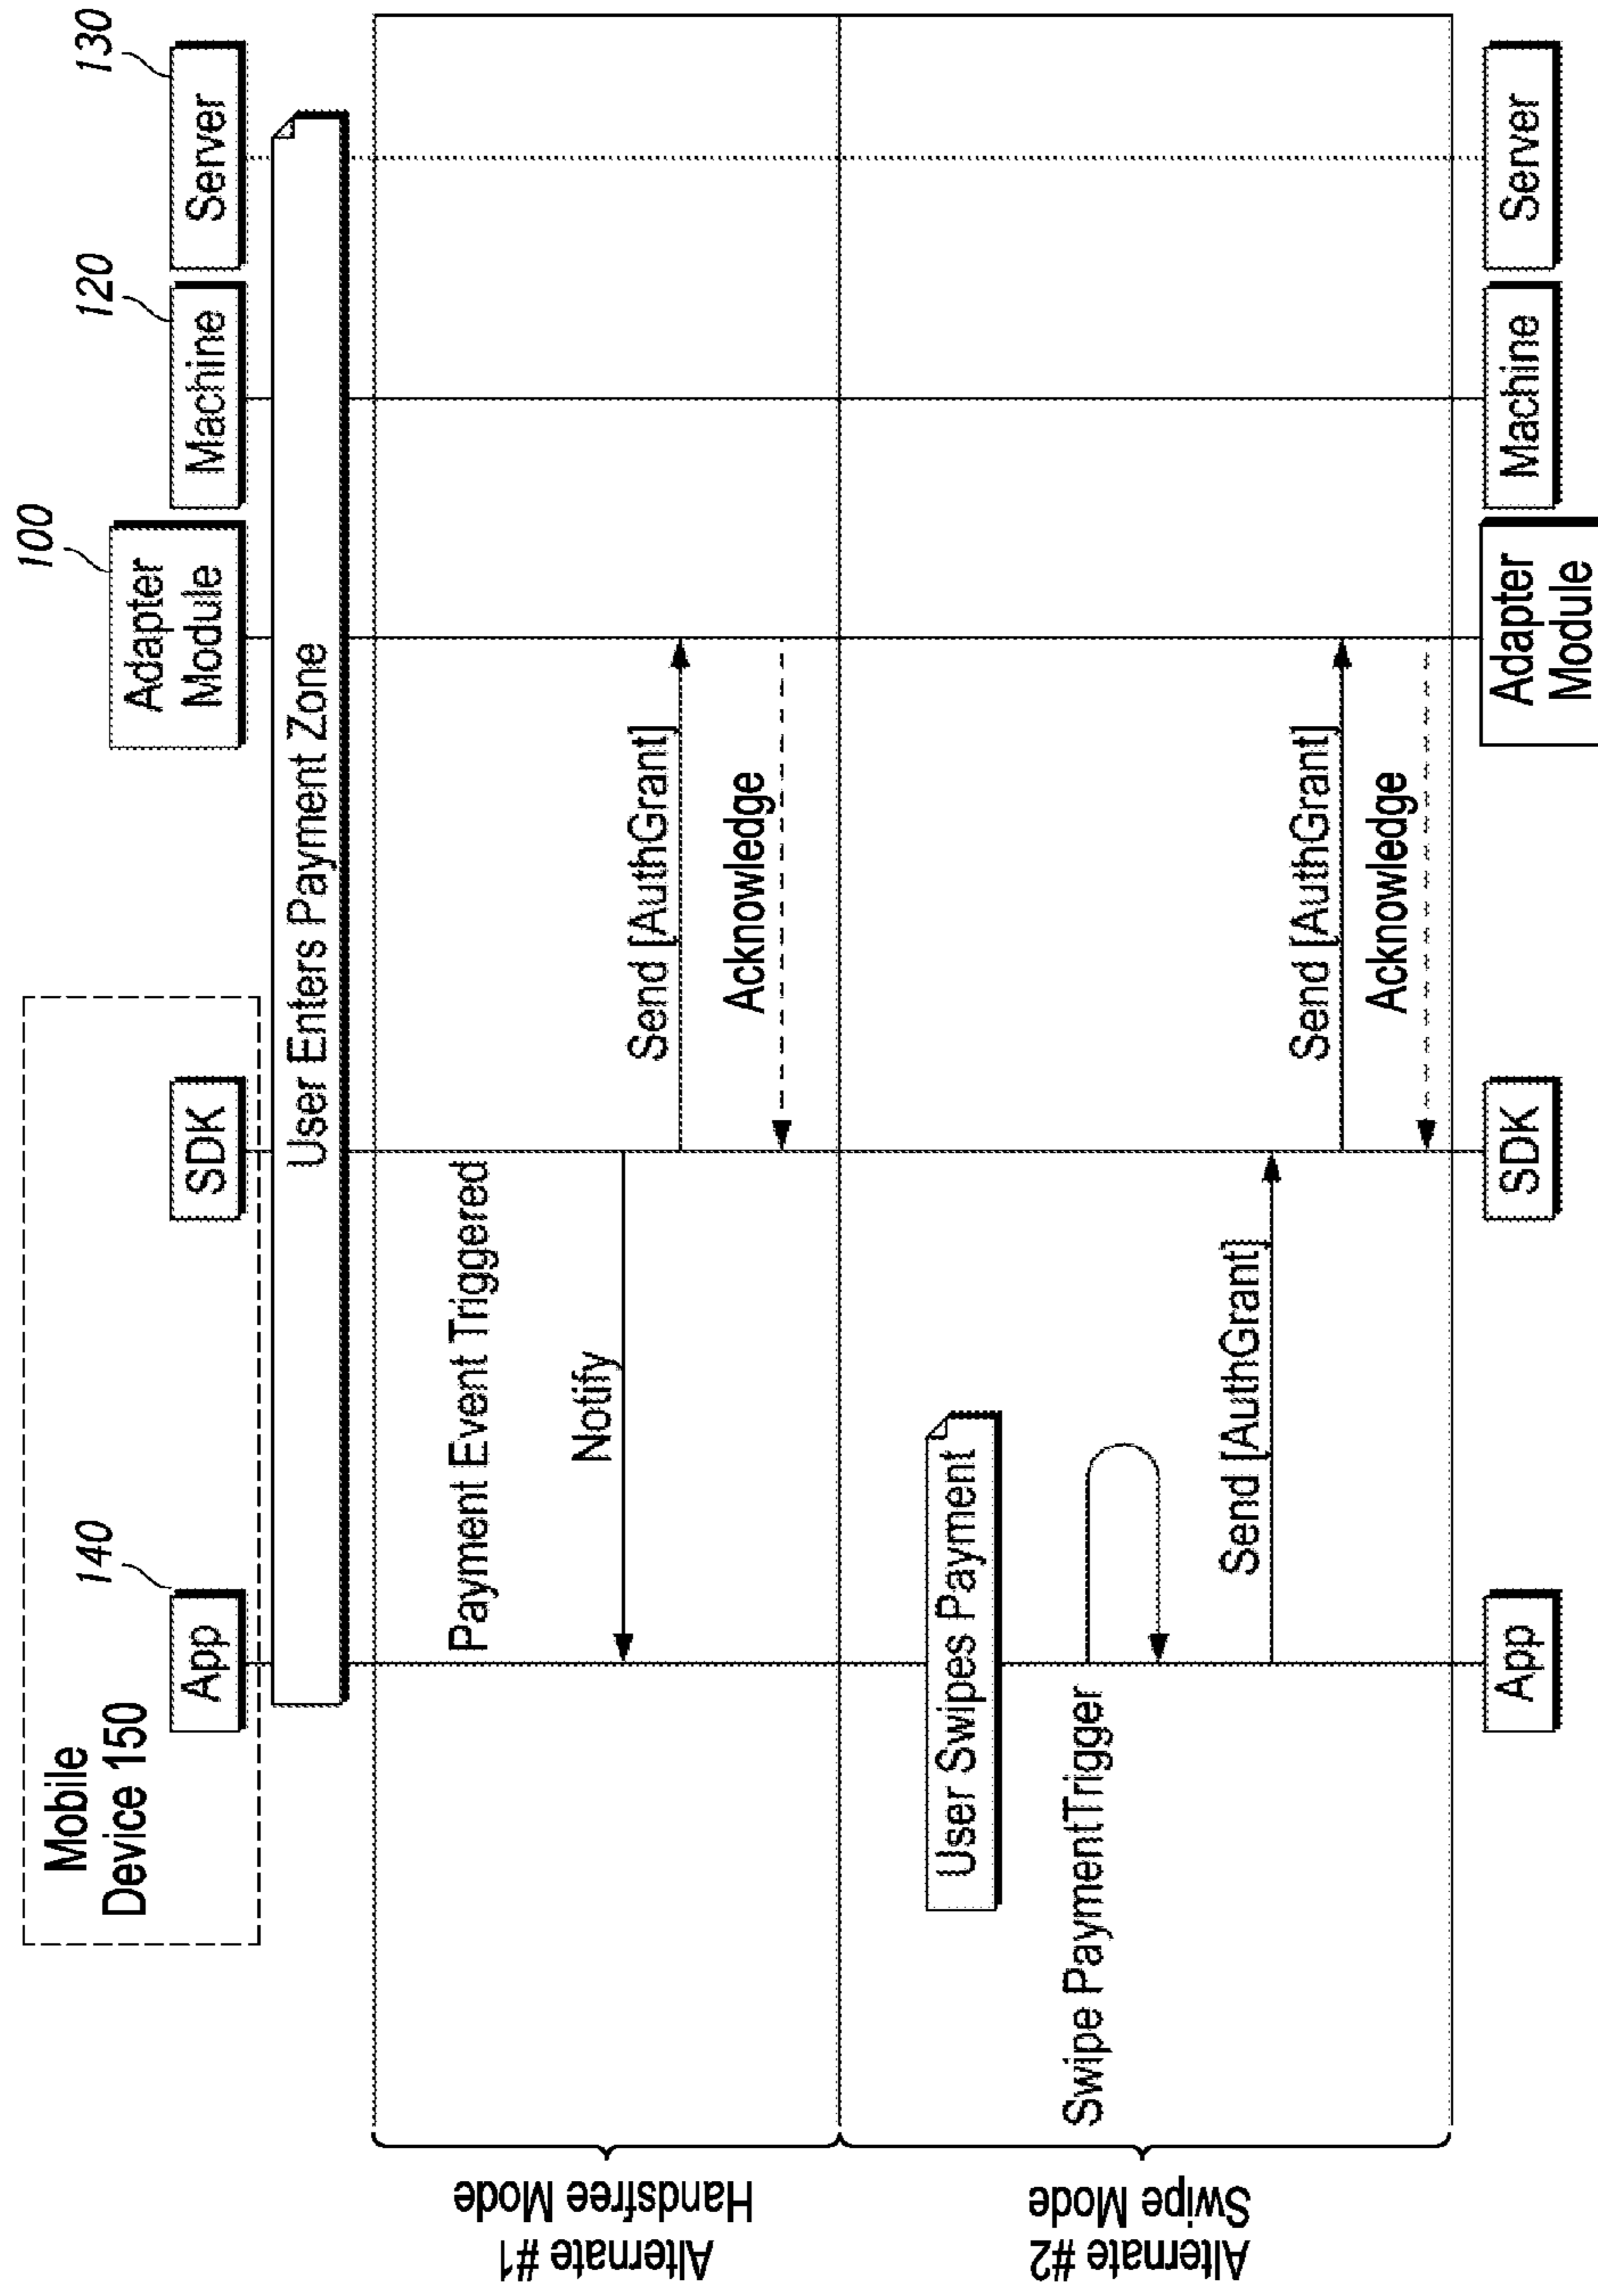 Mobile
Device 150
140
App
SDK
100
Adapter
Module
120
Machine
130
Server
User Enters Payment Zone
Alternate #1
Handsfree Mode
Payment Event Triggered
Notify
Send [AuthGrant]
Acknowledge
Alternate #2
Swipe Mode
User Swipes Payment
Swipe PaymentTrigger
Send [AuthGrant]
Send [AuthGrant]
Acknowledge
App
SDK
Adapter
Module
Machine
Server